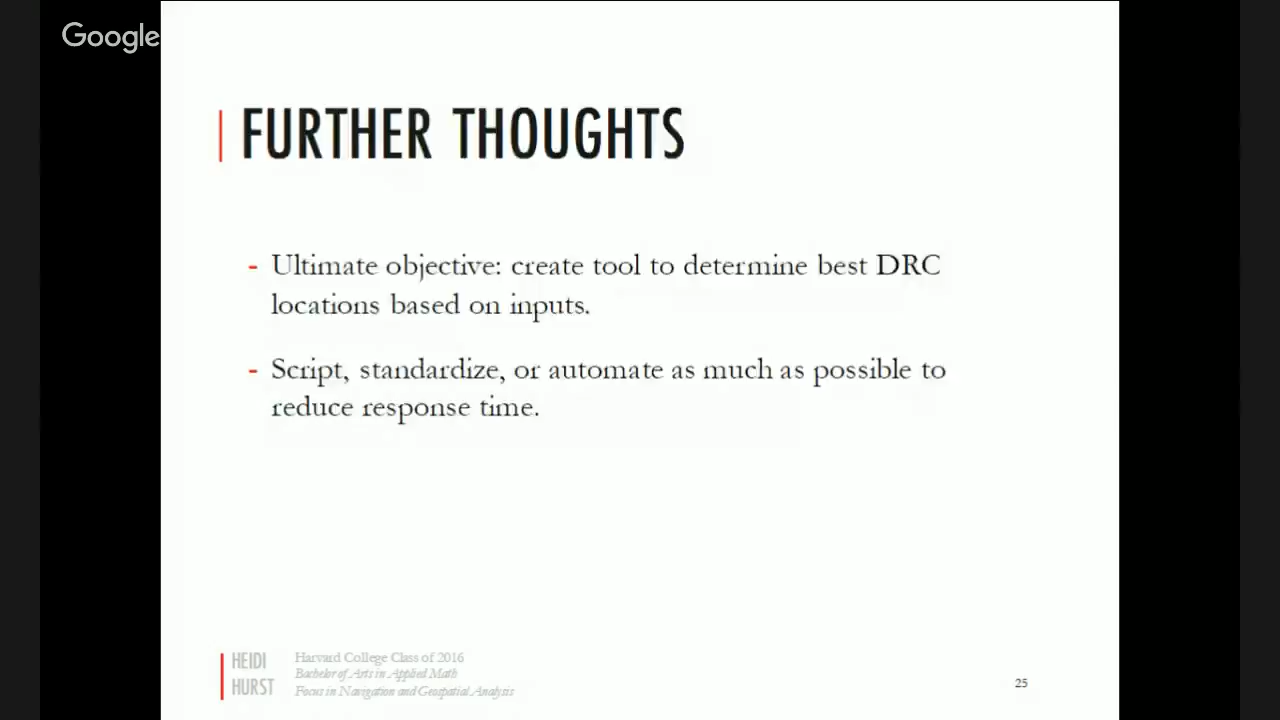 Google
FURTHER THOUGHTS
- Ultimate objective: create tool to determine best DRC
locations based on inputs.
- Script, standardize, or automate as much as possible to
reduce response time.
HEIDI
HURST
Harvard College Class of 2016
Bachelor of Arts in Applied Math
Focus in Navigation and Geospatial Analysis
25